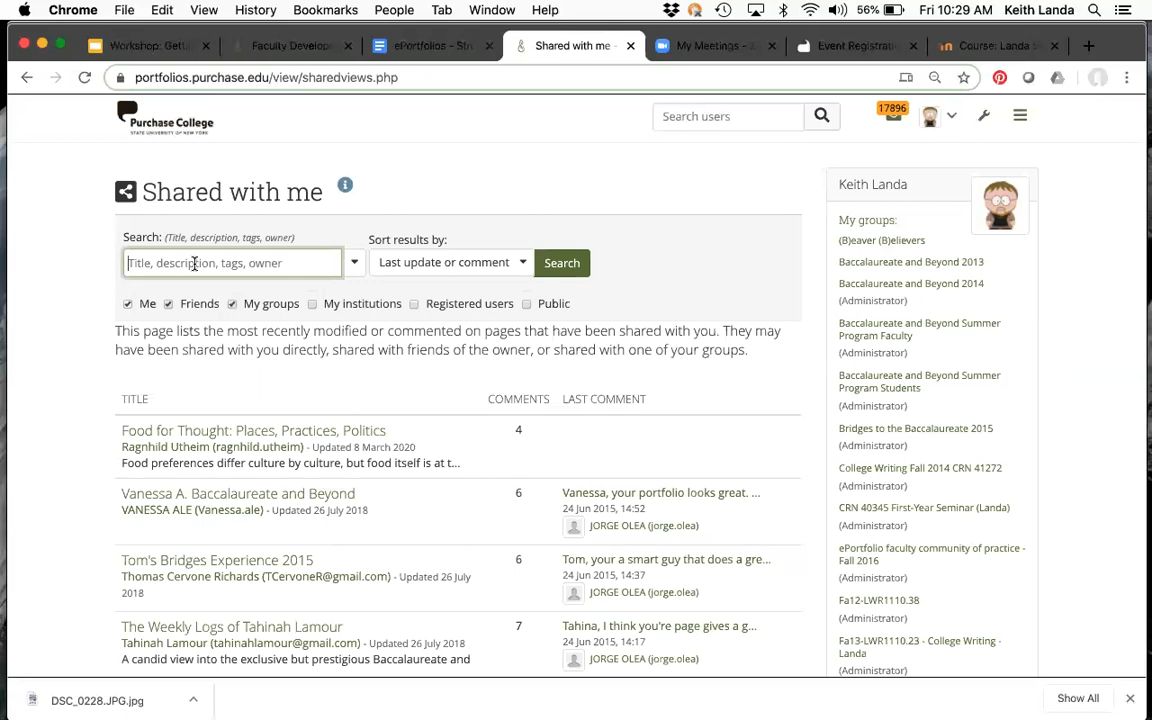 Chrome File Edit View History Bookmarks People Tab Window Help 56% Fri 10:29 AM Keith Landa
Workshop: Get Faculty Develop ePortfolios – Str Shared with me – My Meetings – Z Event Registrati Course: Landa s
portfolios.purchase.edu/view/sharedviews.php
Purchase College
STATE UNIVERSITY OF NEW YORK
Search users
17896
Shared with me
Search: (Title, description, tags, owner)
Sort results by:
Title, description, tags, owner
Last update or comment
Search
Me Friends My groups My institutions Registered users Public
This page lists the most recently modified or commented on pages that have been shared with you. They may
have been shared with you directly, shared with friends of the owner, or shared with one of your groups.
TITLE COMMENTS LAST COMMENT
Food for Thought: Places, Practices, Politics 4
Ragnhild Utheim (ragnhild.utheim) - Updated 8 March 2020
Food preferences differ culture by culture, but food itself is at t...
Vanessa A. Baccalaureate and Beyond 6 Vanessa, your portfolio looks great. ...
VANESSA ALE (Vanessa.ale) - Updated 26 July 2018
24 Jun 2015, 14:52
JORGE OLEA (jorge.olea)
Tom's Bridges Experience 2015 6 Tom, your a smart guy that does a gre...
Thomas Cervone Richards (TCervoneR@gmail.com) - Updated 26 July
2018
24 Jun 2015, 14:37
JORGE OLEA (jorge.olea)
The Weekly Logs of Tahinah Lamour 7 Tahina, I think you're page gives a g...
Tahinah Lamour (tahinahlamour@gmail.com) - Updated 26 July 2018
24 Jun 2015, 14:17
A candid view into the exclusive but prestigious Baccalaureate and
JORGE OLEA (jorge.olea)
Keith Landa
My groups:
(B)eaver (B)elievers
Baccalaureate and Beyond 2013
Baccalaureate and Beyond 2014
Baccalaureate and Beyond Summer
Program Faculty
(Administrator)
Baccalaureate and Beyond Summer
Program Students
(Administrator)
Bridges to the Baccalaureate 2015
(Administrator)
College Writing Fall 2014 CRN 41272
(Administrator)
CRN 40345 First-Year Seminar (Landa)
(Administrator)
ePortfolio faculty community of practice -
Fall 2016
(Administrator)
Fa12-LWR1110.38
(Administrator)
Fa13-LWR1110.23 - College Writing -
Landa
(Administrator)
DSC_0228.JPG.jpg
Show All